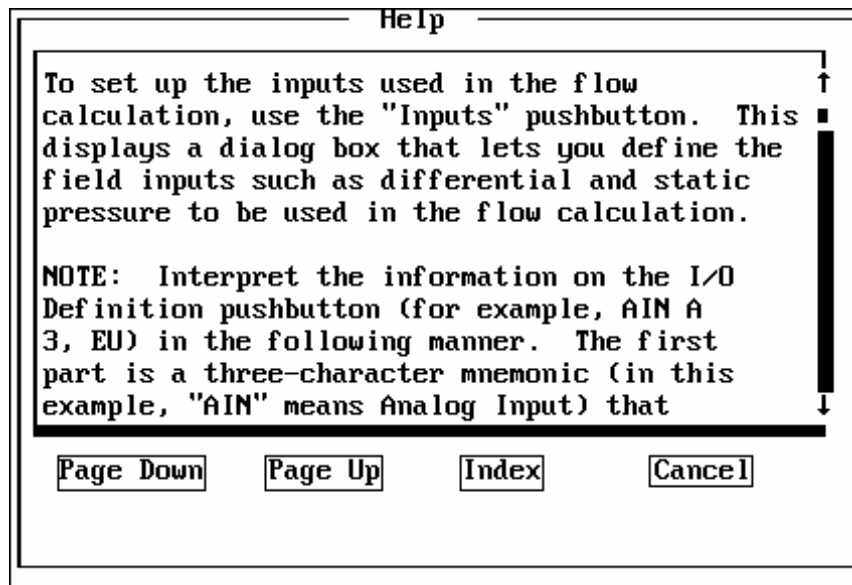 Help
To set up the inputs used in the flow
calculation, use the "Inputs" pushbutton.  This
displays a dialog box that lets you define the
field inputs such as differential and static
pressure to be used in the flow calculation.
NOTE:  Interpret the information on the I/O
Definition pushbutton (for example, AIN A
3, EU) in the following manner.  The first
part is a three-character mnemonic (in this
example, "AIN" means Analog Input) that
Page Down Page Up Index Cancel